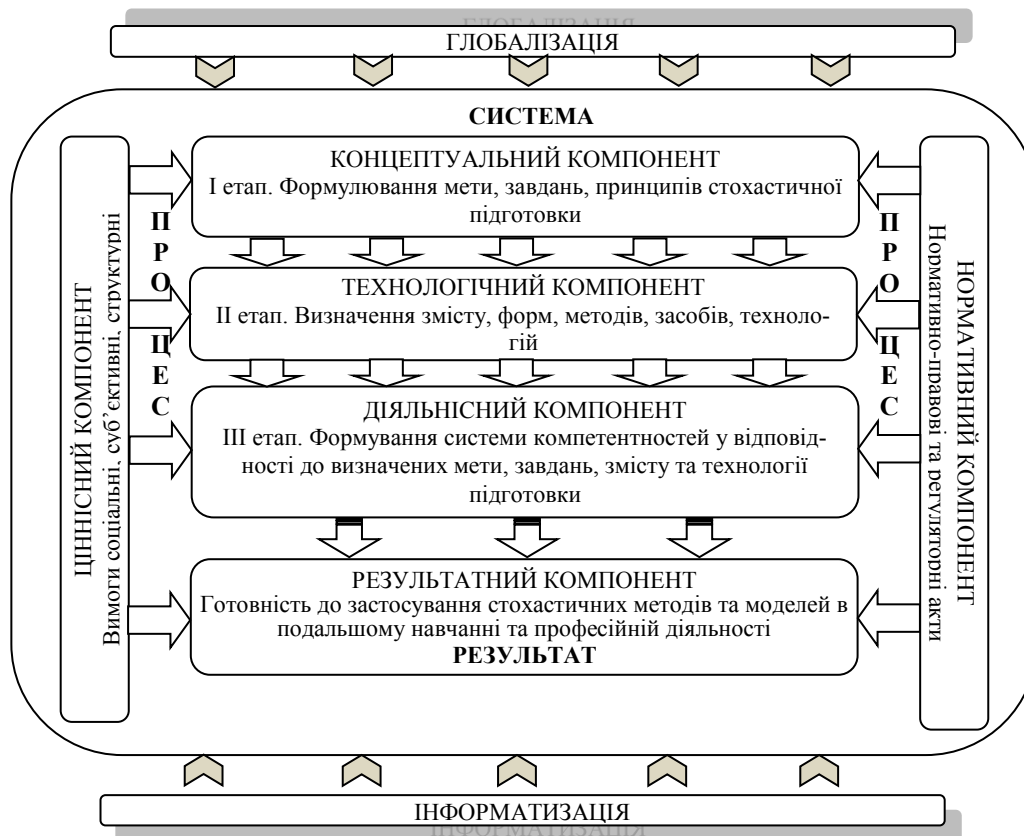 ГЛОБАЛІЗАЦІЯ
СИСТЕМА
ЦІННІСНИЙ КОМПОНЕНТ
Вимоги соціальні, суб’єктивні, структурні
ПРОЦЕС
КОНЦЕПТУАЛЬНИЙ КОМПОНЕНТ
І етап. Формулювання мети, завдань, принципів стохастичної
підготовки
ТЕХНОЛОГІЧНИЙ КОМПОНЕНТ
ІІ етап. Визначення змісту, форм, методів, засобів, техноло-
гій
ДІЯЛЬНІСНИЙ КОМПОНЕНТ
ІІІ етап. Формування системи компетентностей у відповід-
ності до визначених мети, завдань, змісту та технології
підготовки
РЕЗУЛЬТАТНИЙ КОМПОНЕНТ
Готовність до застосування стохастичних методів та моделей в
подальшому навчанні та професійній діяльності
РЕЗУЛЬТАТ
ПРОЦЕС
НОРМАТИВНИЙ КОМПОНЕНТ
Нормативно-правові та регуляторні акти
ІНФОРМАТИЗАЦІЯ